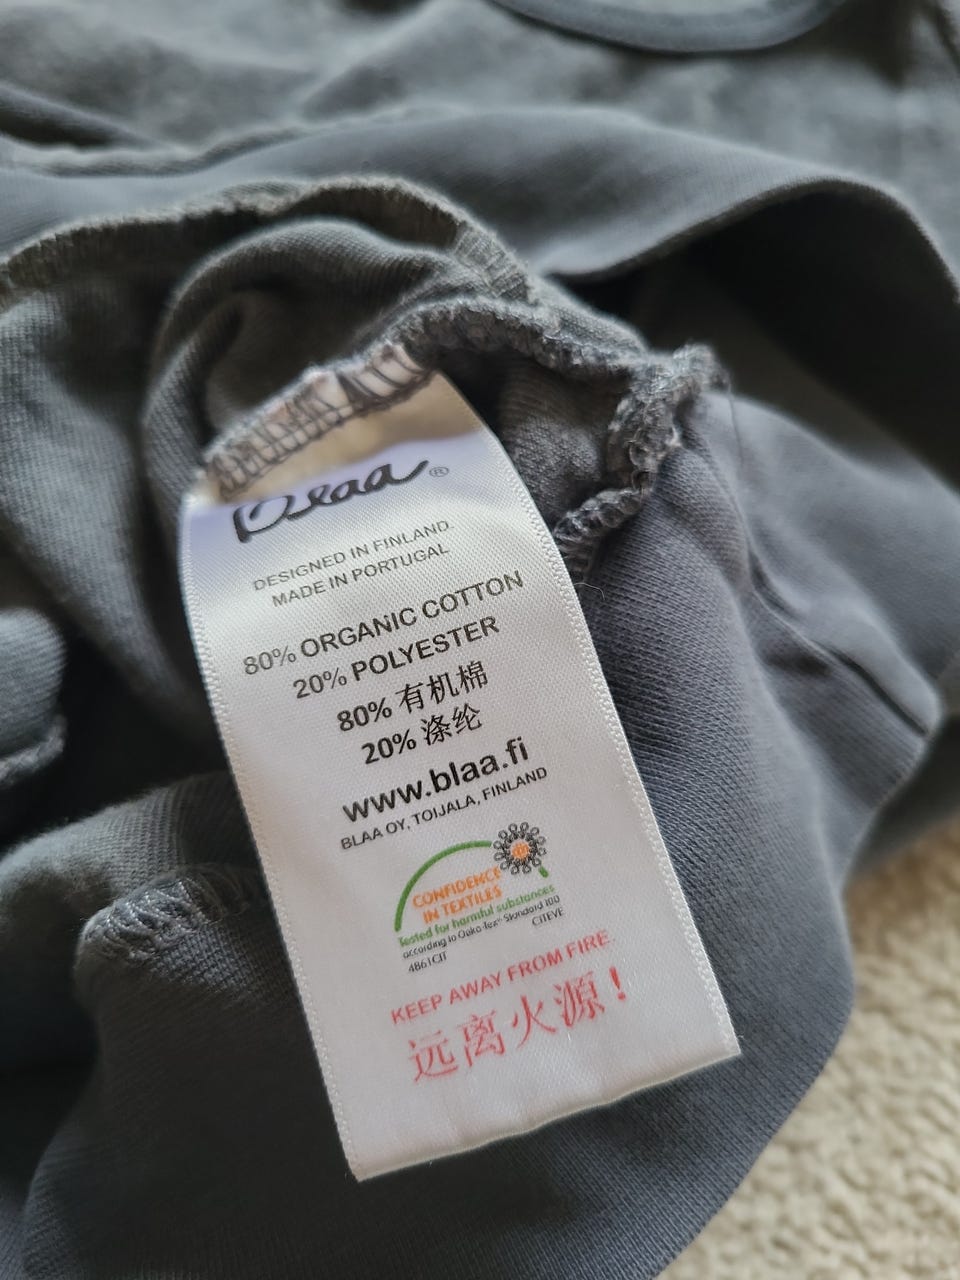 Blaa®
DESIGNED IN FINLAND.
MADE IN PORTUGAL
80% ORGANIC COTTON
20% POLYESTER
80% 有机棉
20% 涤纶
www.blaa.fi
BLAA OY, TOIJALA, FINLAND
CONFIDENCE
IN TEXTILES
Tested for harmful substances
according to Oeko-Tex® Standard 100
4861CIT CITEVE
KEEP AWAY FROM FIRE.
远离火源！